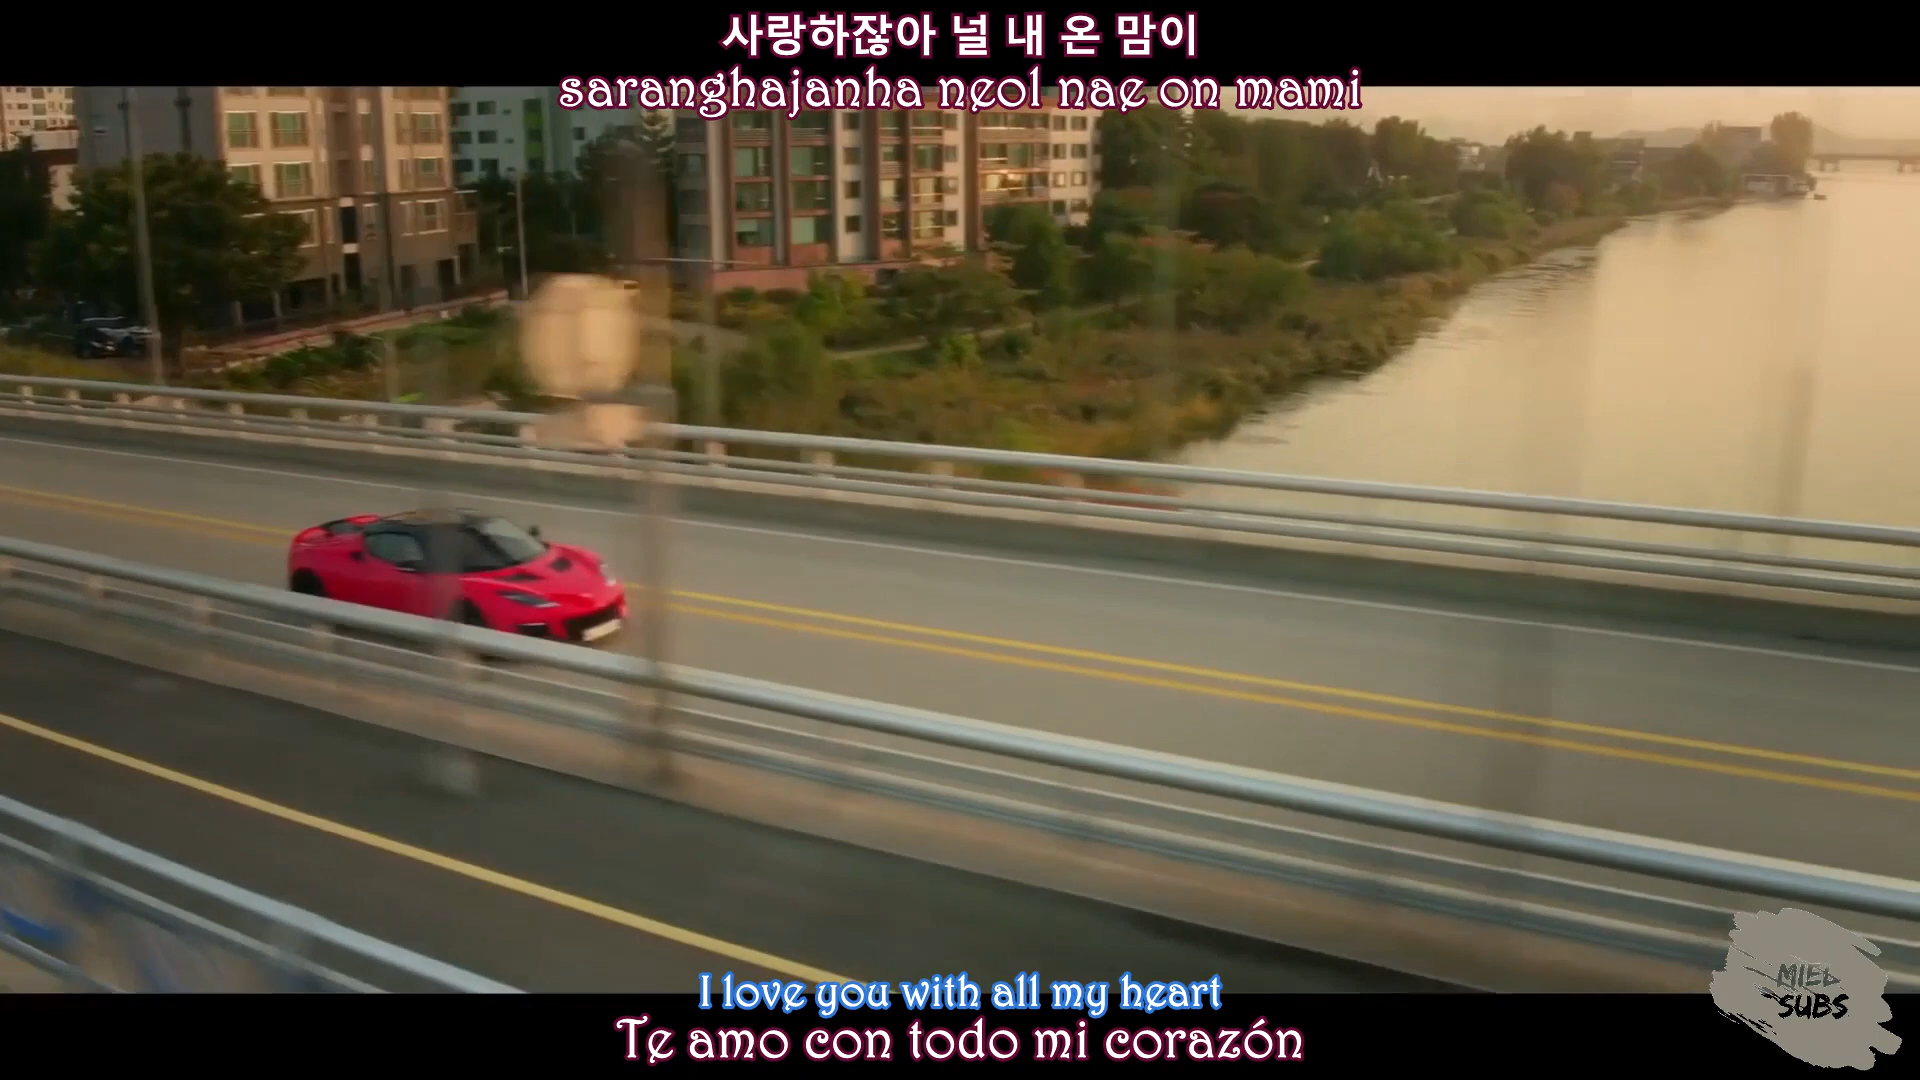 사랑하잖아 널 내 온 맘이
saranghajanha neol nae on mami
I love you with all my heart
Te amo con todo mi corazón
MIEL
SUBS